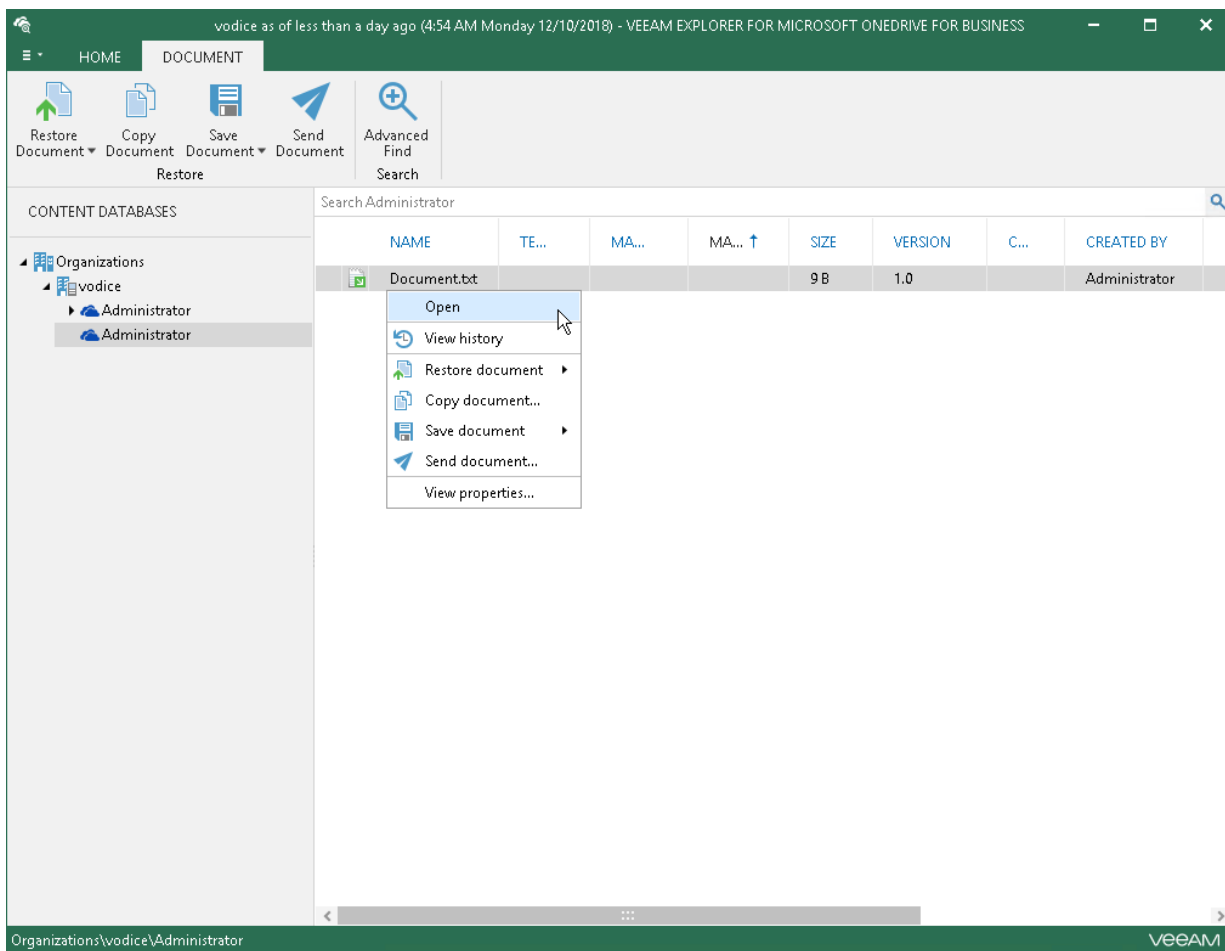 vodice as of less than a day ago (4:54 AM Monday 12/10/2018) - VEEAM EXPLORER FOR MICROSOFT ONEDRIVE FOR BUSINESS
HOME DOCUMENT
Restore Document Copy Document Save Document Send Document Advanced Find
Restore Search
CONTENT DATABASES
Search Administrator
NAME TE... MA... MA... SIZE VERSION C... CREATED BY
Organizations
Document.txt 9 B 1.0 Administrator
vodice
Administrator
Administrator
Open
View history
Restore document
Copy document...
Save document
Send document...
View properties...
Organizations\vodice\Administrator
veeam